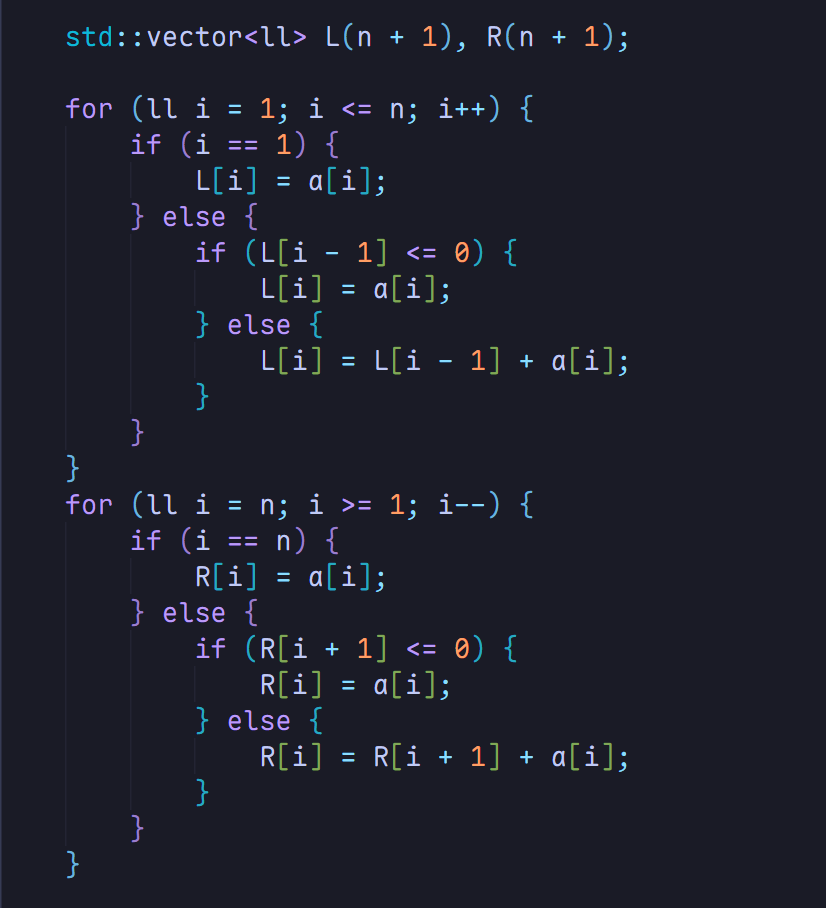 std::vector<ll> L(n + 1), R(n + 1);

for (ll i = 1; i <= n; i++) {
    if (i == 1) {
        L[i] = a[i];
    } else {
        if (L[i - 1] <= 0) {
            L[i] = a[i];
        } else {
            L[i] = L[i - 1] + a[i];
        }
    }
}
for (ll i = n; i >= 1; i--) {
    if (i == n) {
        R[i] = a[i];
    } else {
        if (R[i + 1] <= 0) {
            R[i] = a[i];
        } else {
            R[i] = R[i + 1] + a[i];
        }
    }
}